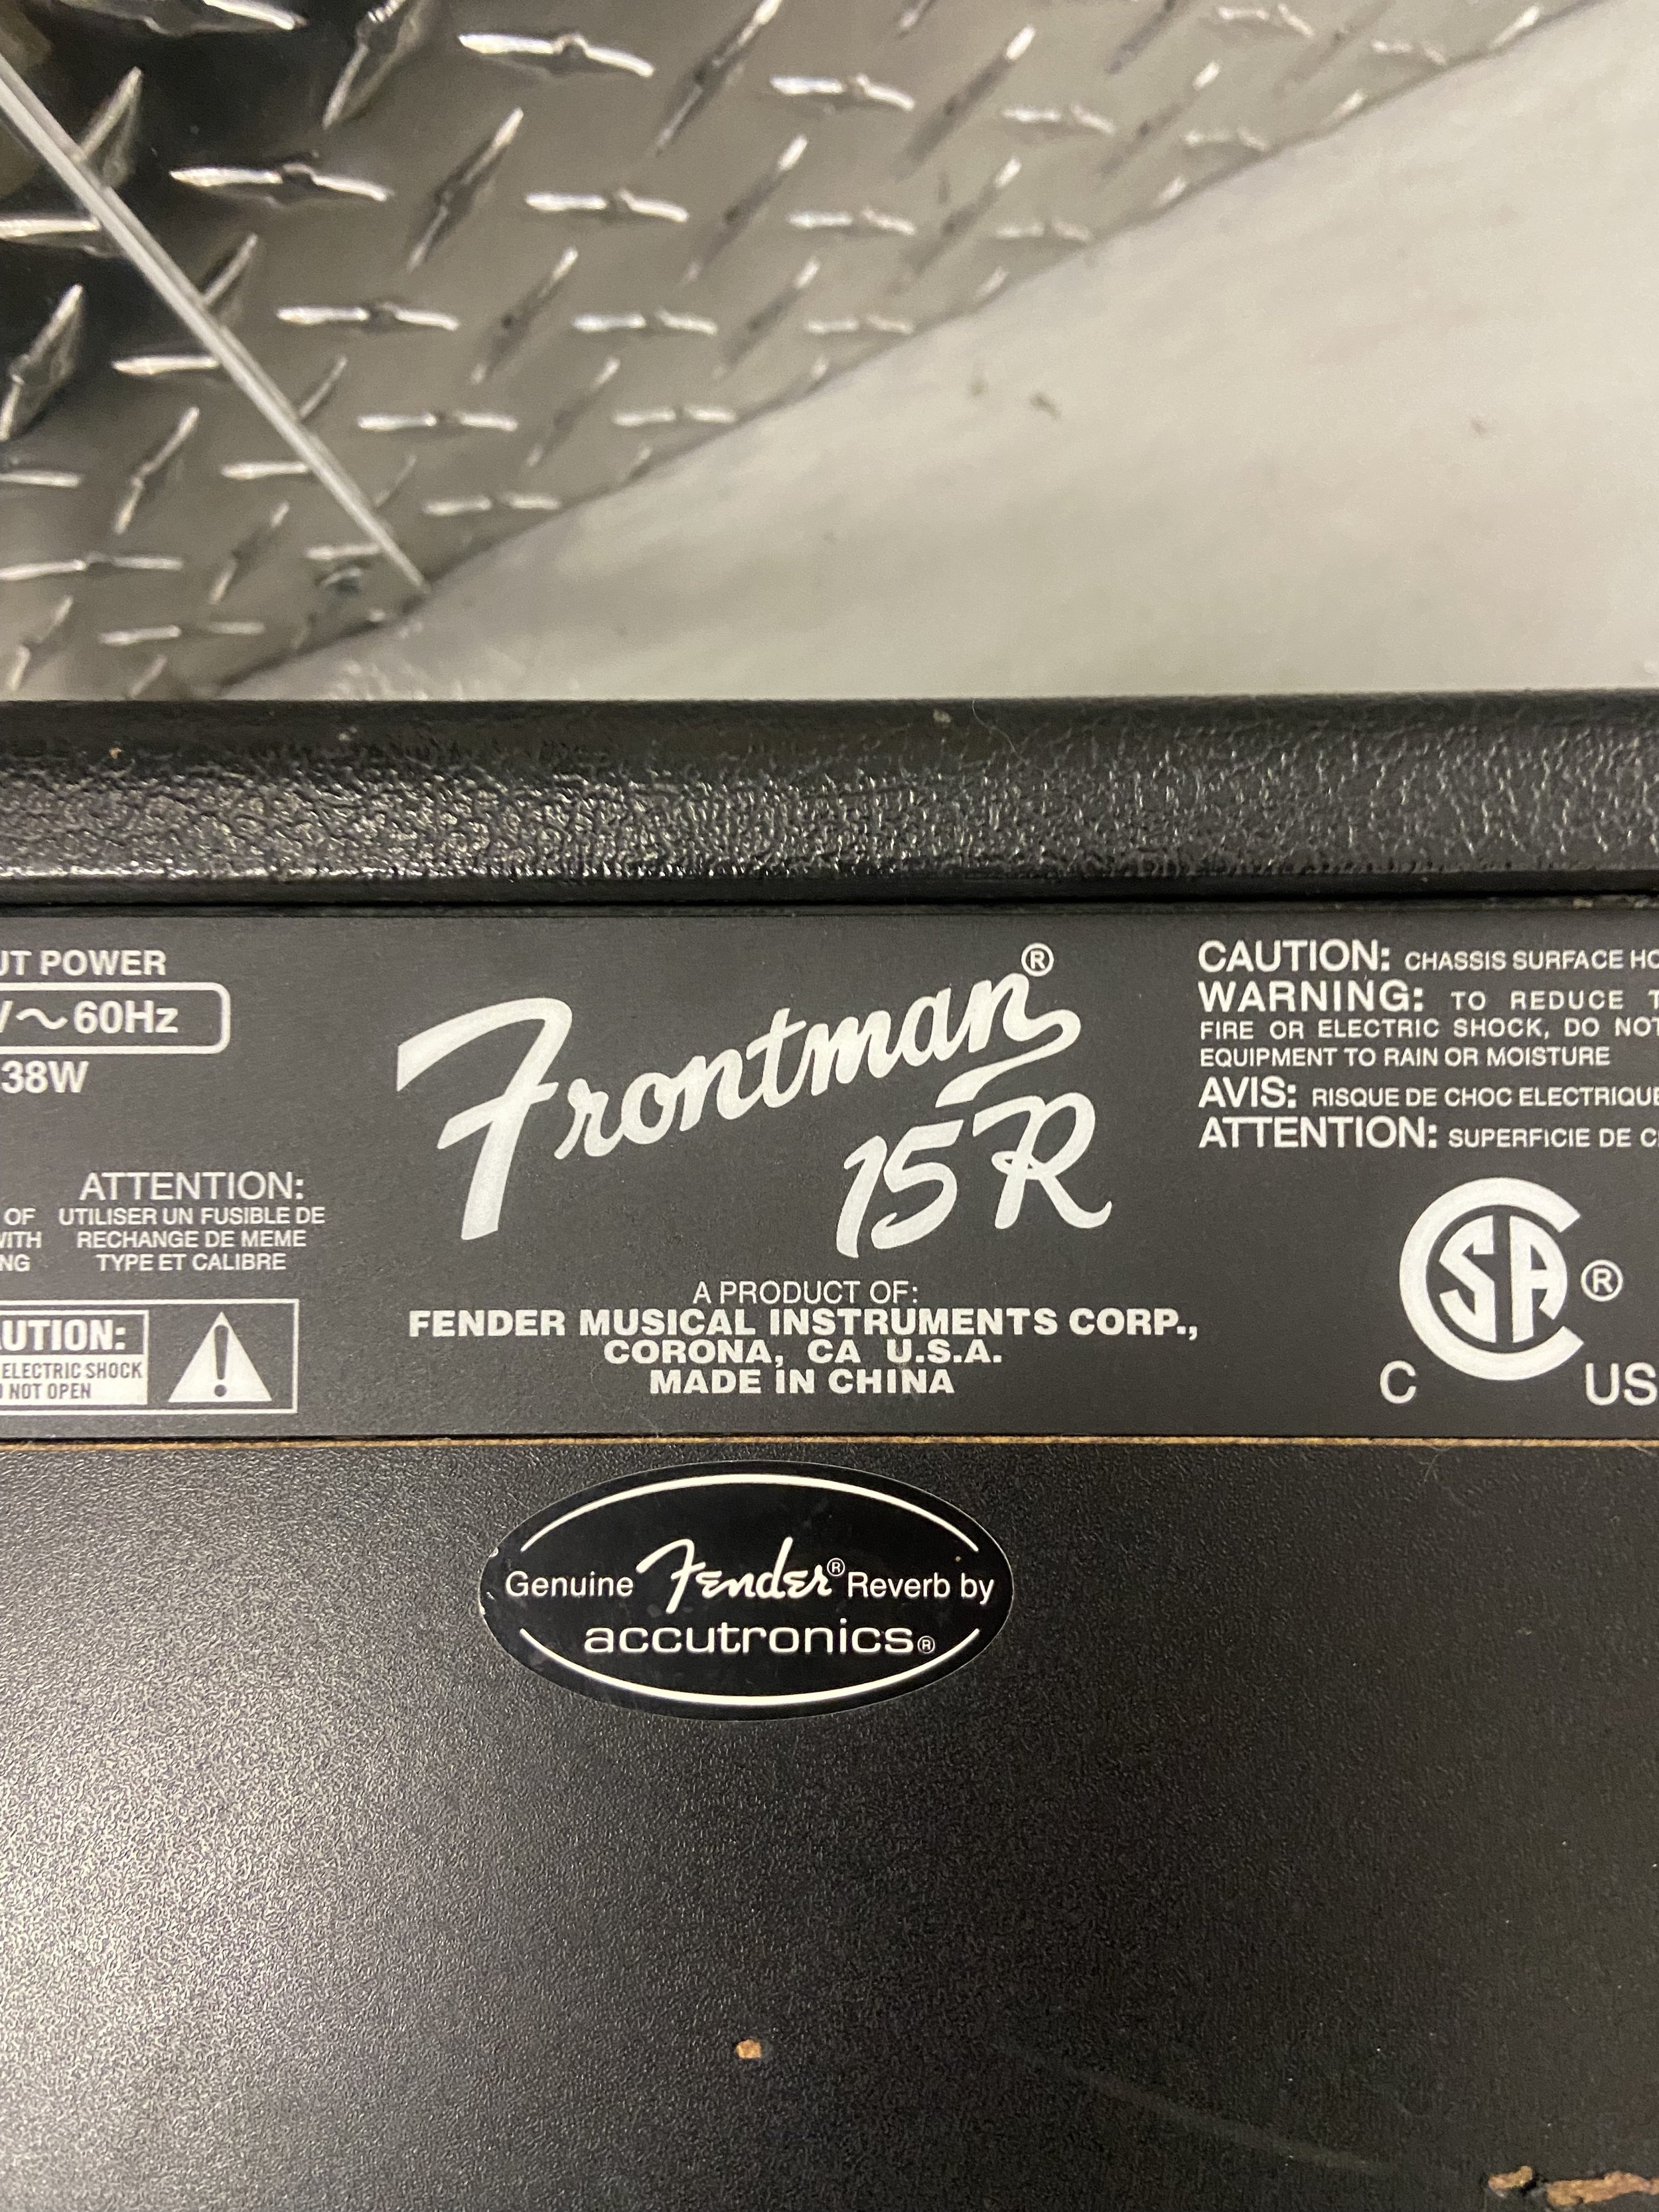 UT POWER
V~60Hz
38W
ATTENTION:
OF UTILISER UN FUSIBLE DE
WITH RECHANGE DE MEME
NG TYPE ET CALIBRE
AUTION:
ELECTRIC SHOCK
NOT OPEN
Frontman®
15R
A PRODUCT OF:
FENDER MUSICAL INSTRUMENTS CORP.,
CORONA, CA U.S.A.
MADE IN CHINA
CAUTION: CHASSIS SURFACE HO
WARNING: TO REDUCE T
FIRE OR ELECTRIC SHOCK, DO NOT
EQUIPMENT TO RAIN OR MOISTURE
AVIS: RISQUE DE CHOC ELECTRIQUE
ATTENTION: SUPERFICIE DE C
SA®
C US
Genuine Fender® Reverb by
accutronics®